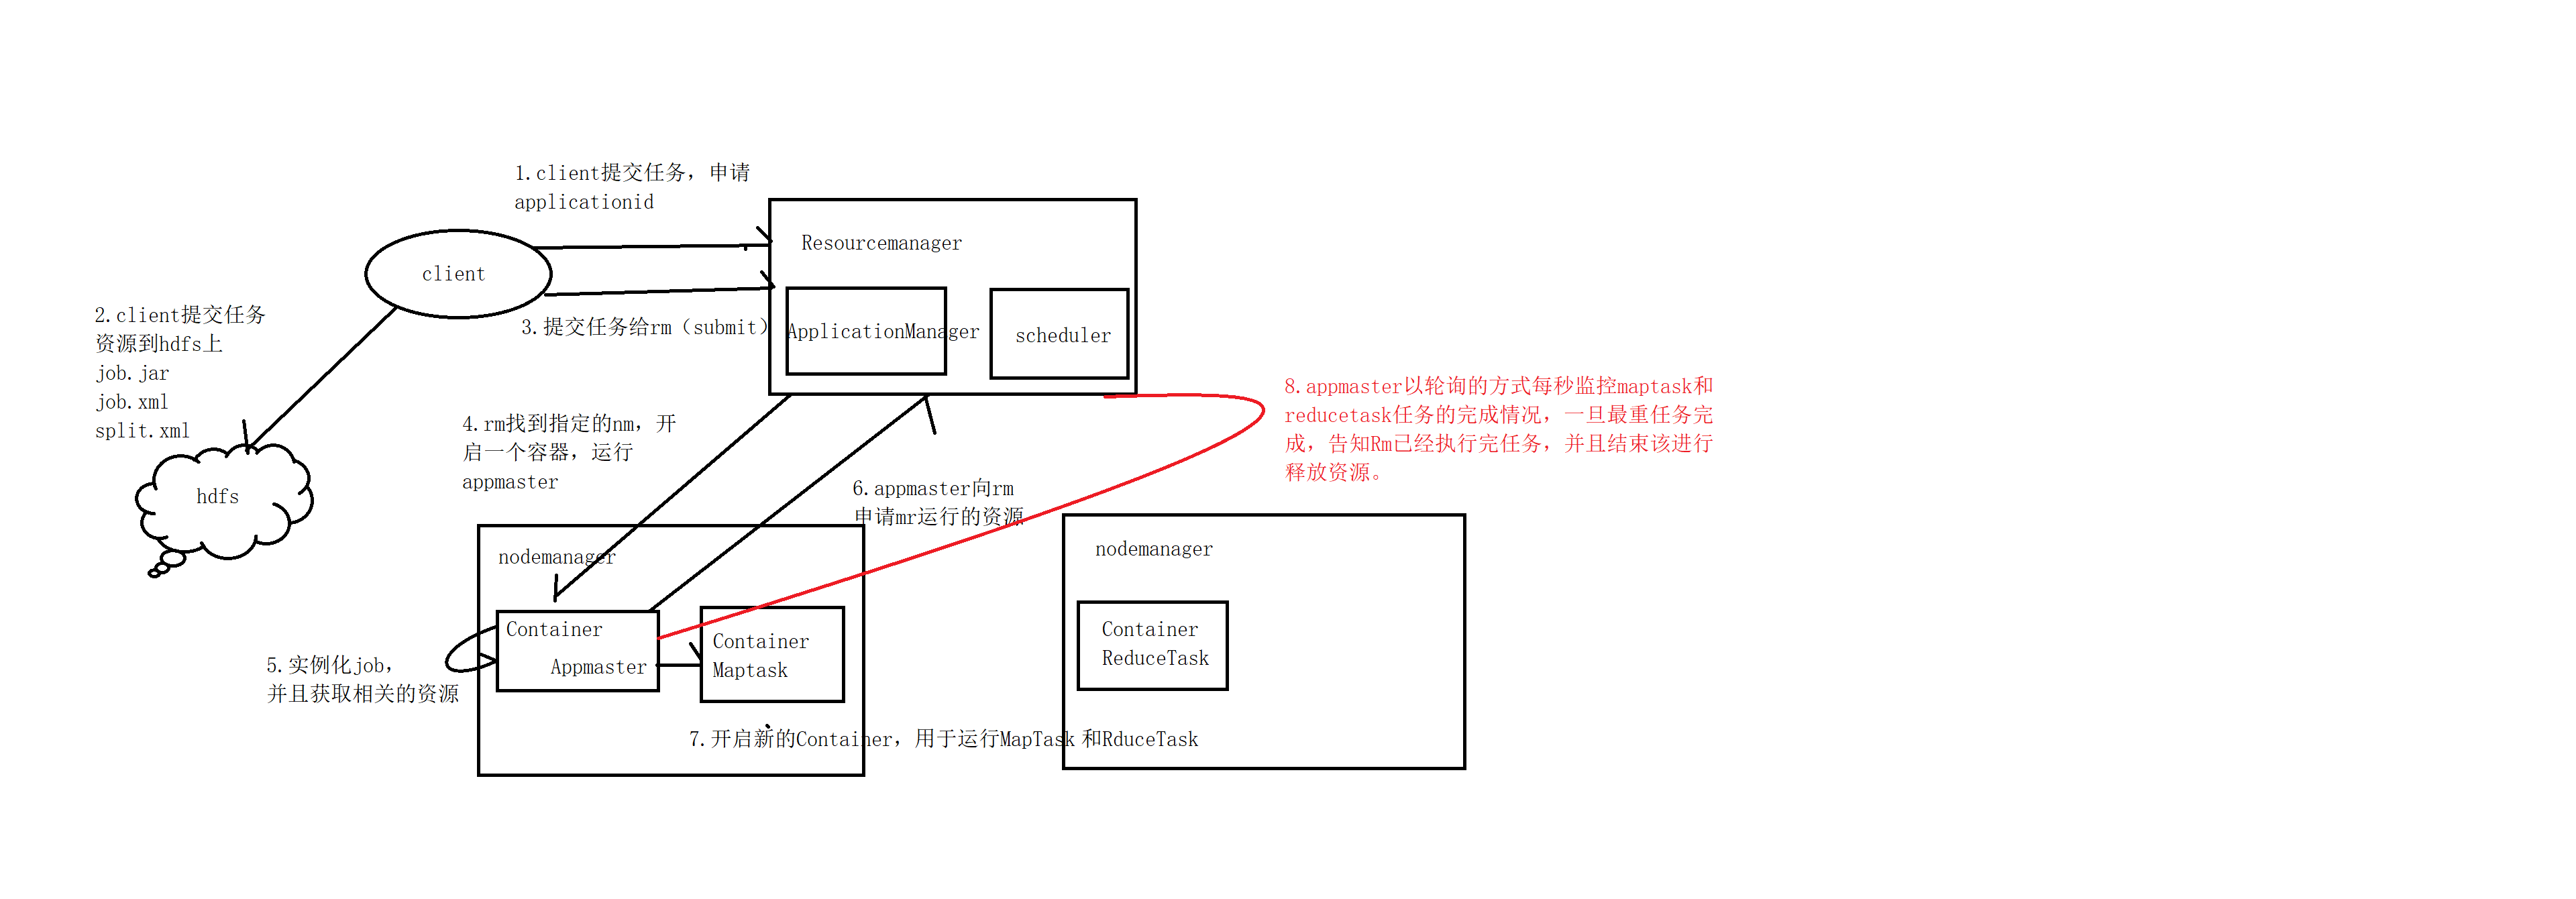 1.client提交任务，申请
applicationid
Resourcemanager
client
2.client提交任务
资源到hdfs上
job.jar
job.xml
split.xml
3.提交任务给rm（submit）
ApplicationManager
scheduler
8.appmaster以轮询的方式每秒监控maptask和
reducetask任务的完成情况，一旦最重任务完
成，告知Rm已经执行完任务，并且结束该进行
释放资源。
4.rm找到指定的nm，开
启一个容器，运行
appmaster
hdfs
6.appmaster向rm
申请mr运行的资源
nodemanager
nodemanager
Container
Appmaster
Container
Maptask
Container
ReduceTask
5.实例化job，
并且获取相关的资源
7.开启新的Container，用于运行MapTask 和RduceTask